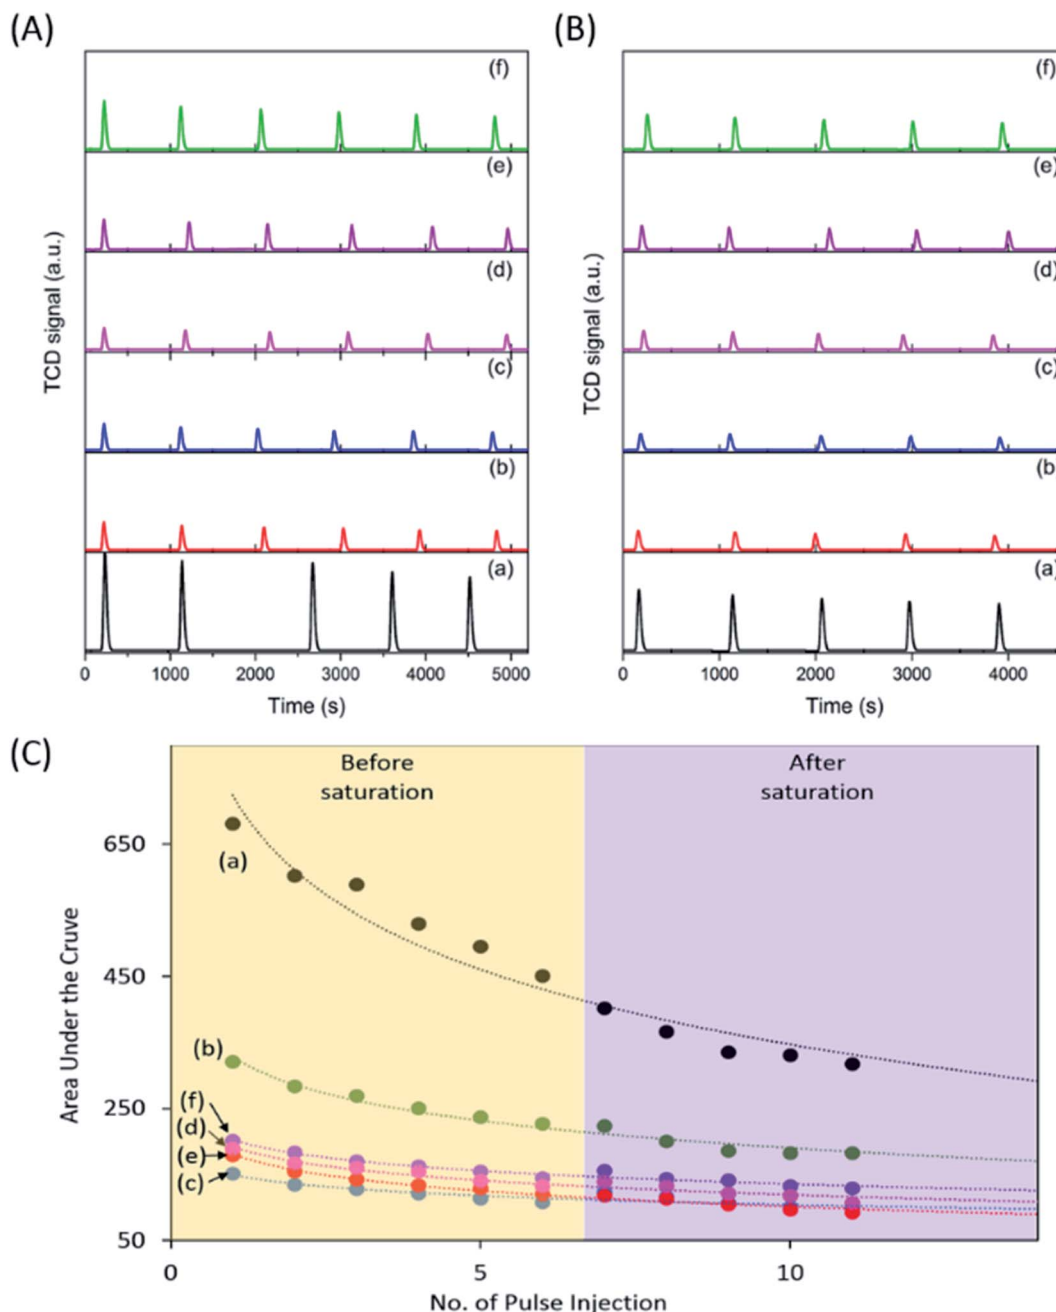 (A)
(B)
(f)
(e)
(d)
(c)
(b)
(a)
TCD signal (a.u.)
0 1000 2000 3000 4000 5000
Time (s)
(f)
(e)
(d)
(c)
(b
(a)
TCD signal (a.u.)
0 1000 2000 3000 4000
Time (s)
(C)
Before
saturation
After
saturation
650
450
250
50
(a)
(b)
(f)
(d)
(e)
(c)
Area Under the Cruve
0 5 10
No. of Pulse Injection